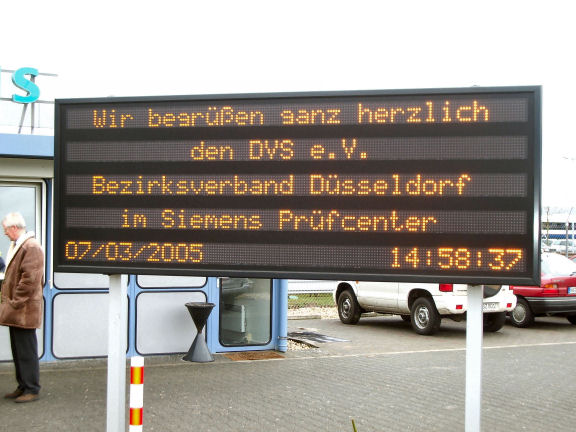 S
Wir begrüßen ganz herzlich
den DVS e.V.
Bezirksverband Düsseldorf
im Siemens Prüfcenter
07/03/2005 14:58:37